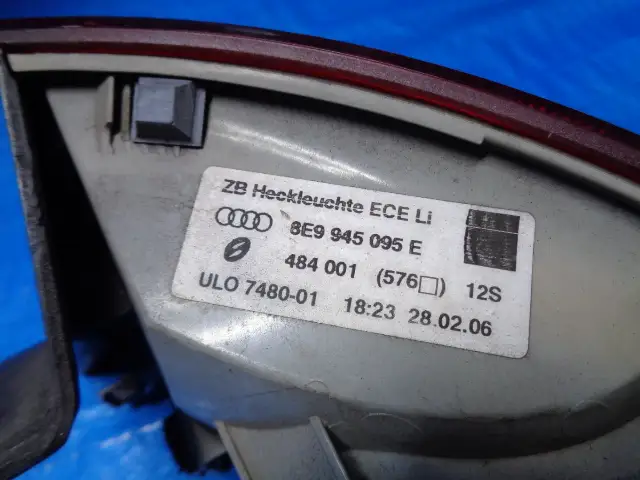 ZB Heckleuchte ECE Li
8E9 945 095 E
484 001 (576□) 12S
ULO 7480-01 18:23 28.02.06